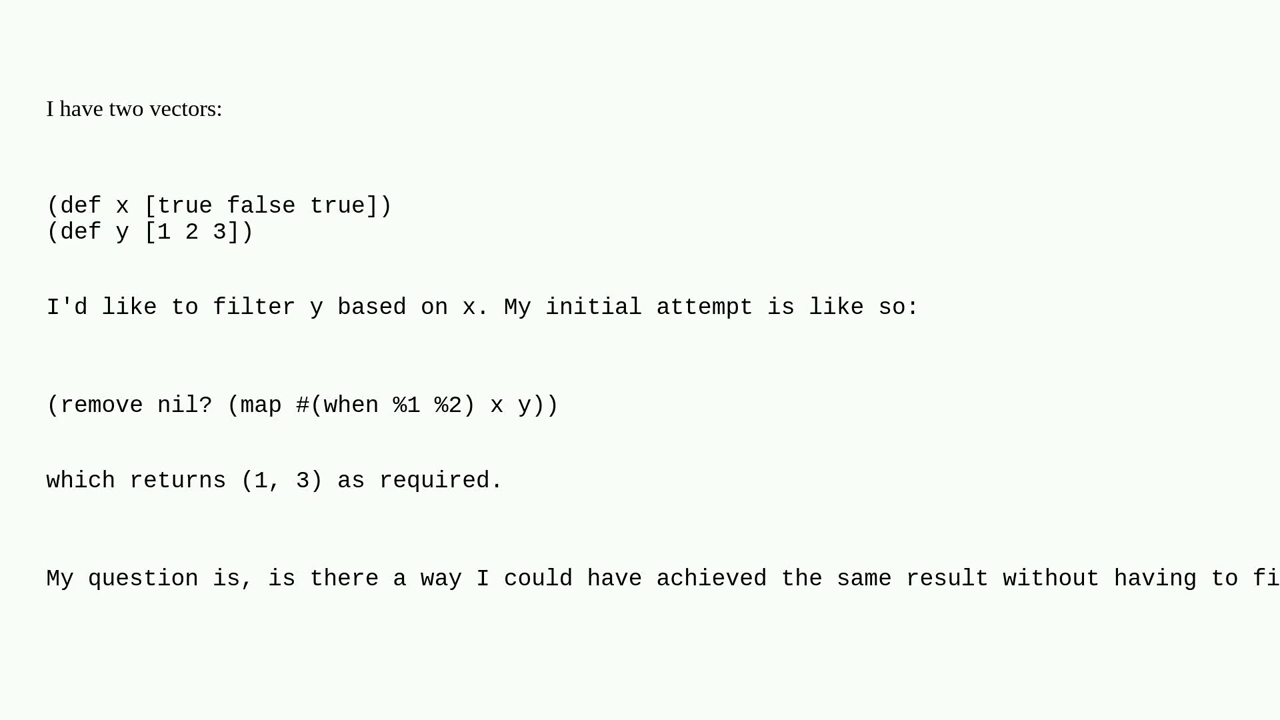 I have two vectors:
(def x [true false true])
(def y [1 2 3])
I'd like to filter y based on x. My initial attempt is like so:
(remove nil? (map #(when %1 %2) x y))
which returns (1, 3) as required.
My question is, is there a way I could have achieved the same result without having to